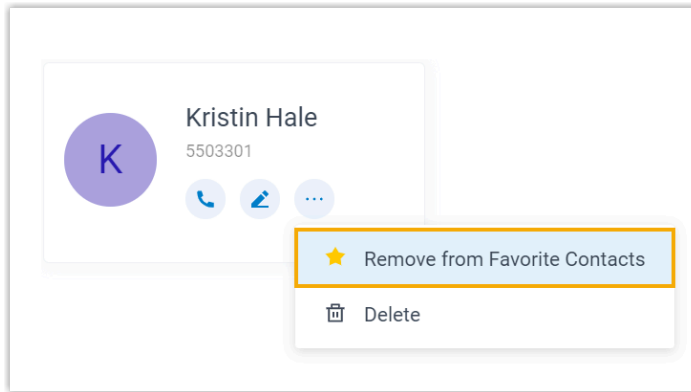 K
Kristin Hale
5503301
Remove from Favorite Contacts
Delete